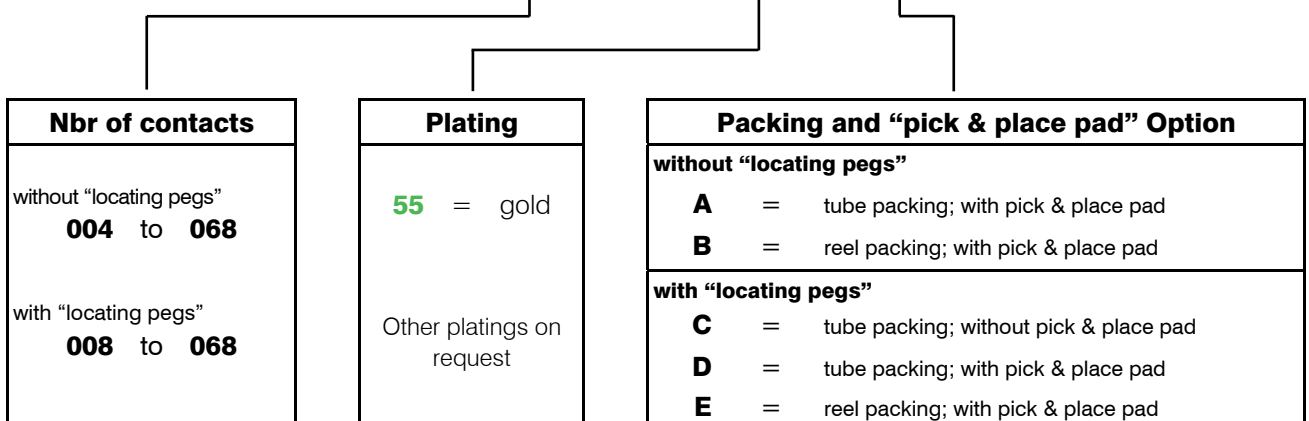 Nbr of contacts
without “locating pegs”
004 to 068
with “locating pegs”
008 to 068
Plating
55 = gold
Other platings on
request
Packing and “pick & place pad” Option
without “locating pegs”
A = tube packing; with pick & place pad
B = reel packing; with pick & place pad
with “locating pegs”
C = tube packing; without pick & place pad
D = tube packing; with pick & place pad
E = reel packing; with pick & place pad